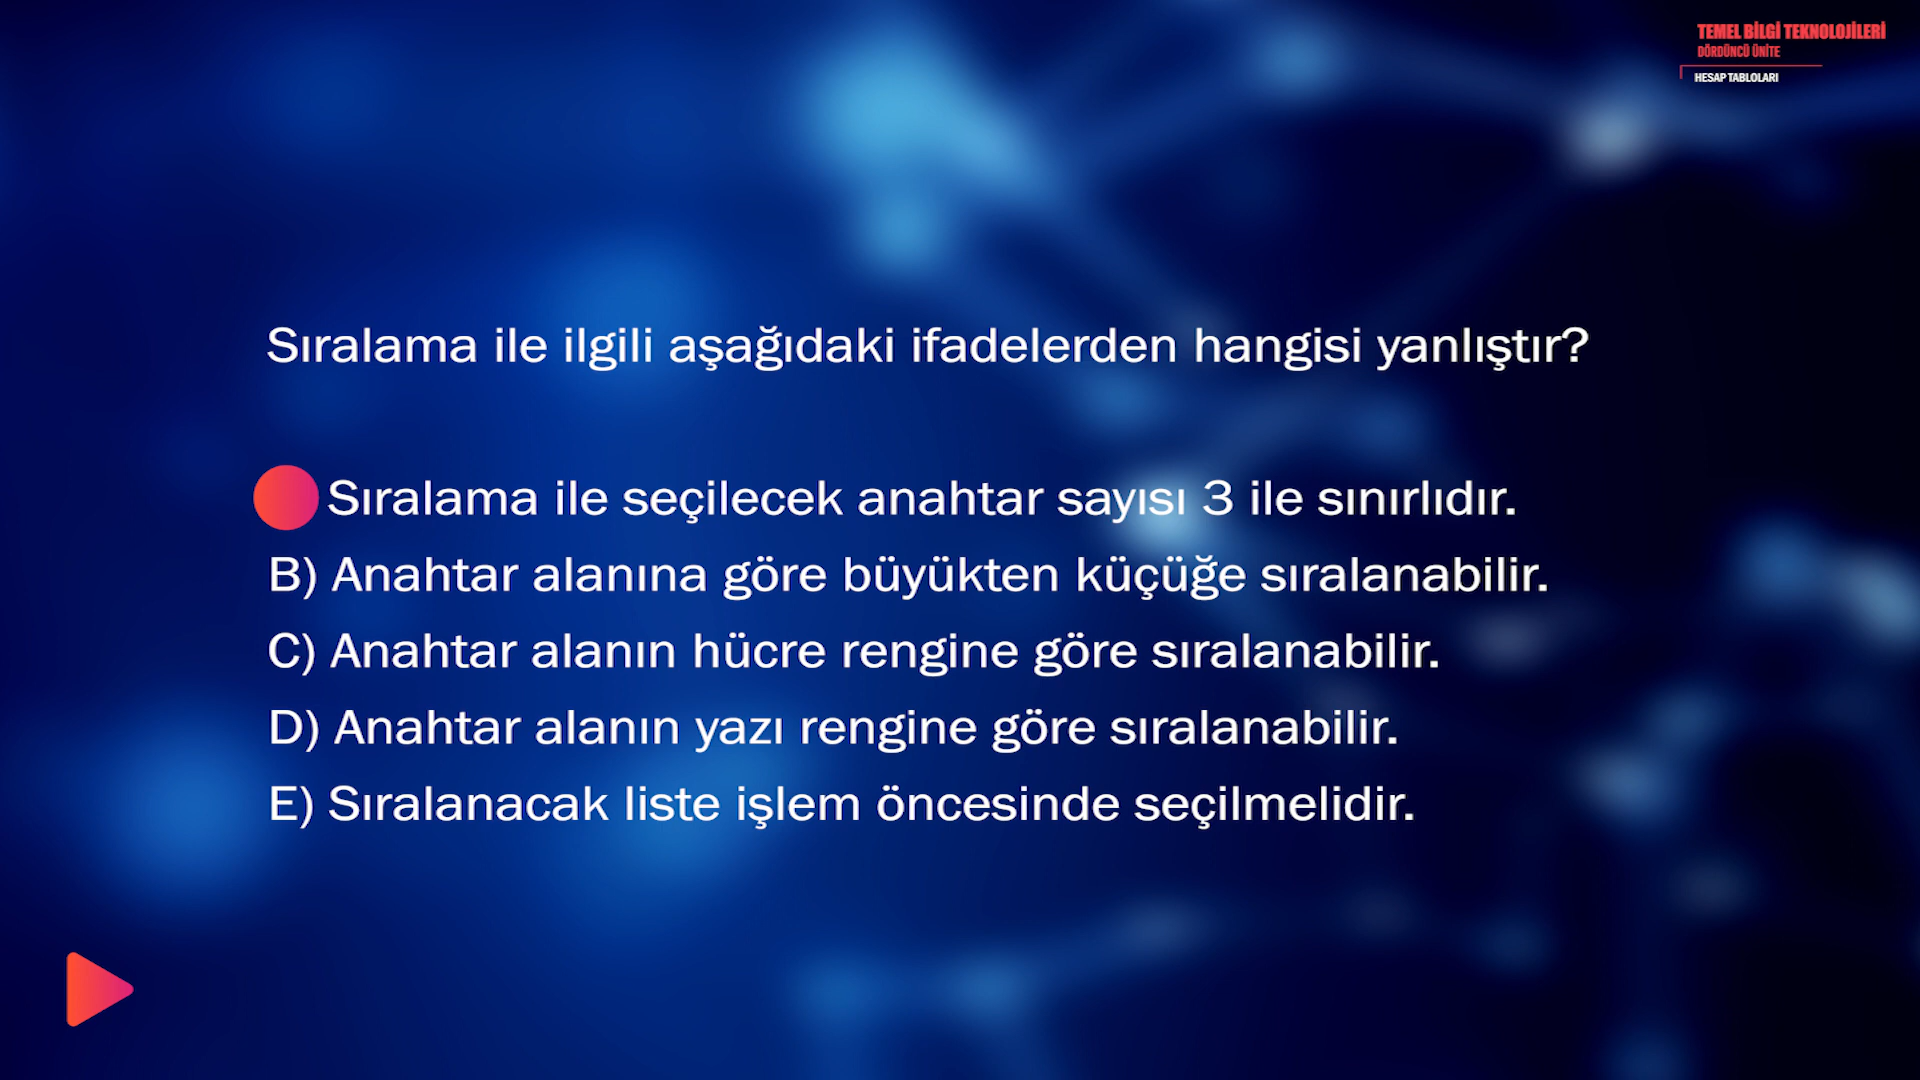 TEMEL BİLGİ TEKNOLOJİLERİ
DÖRDÜNCÜ ÜNİTE
HESAP TABLOLARI
Sıralama ile ilgili aşağıdaki ifadelerden hangisi yanlıştır?
Sıralama ile seçilecek anahtar sayısı 3 ile sınırlıdır.
B) Anahtar alanına göre büyükten küçüğe sıralanabilir.
C) Anahtar alanın hücre rengine göre sıralanabilir.
D) Anahtar alanın yazı rengine göre sıralanabilir.
E) Sıralanacak liste işlem öncesinde seçilmelidir.